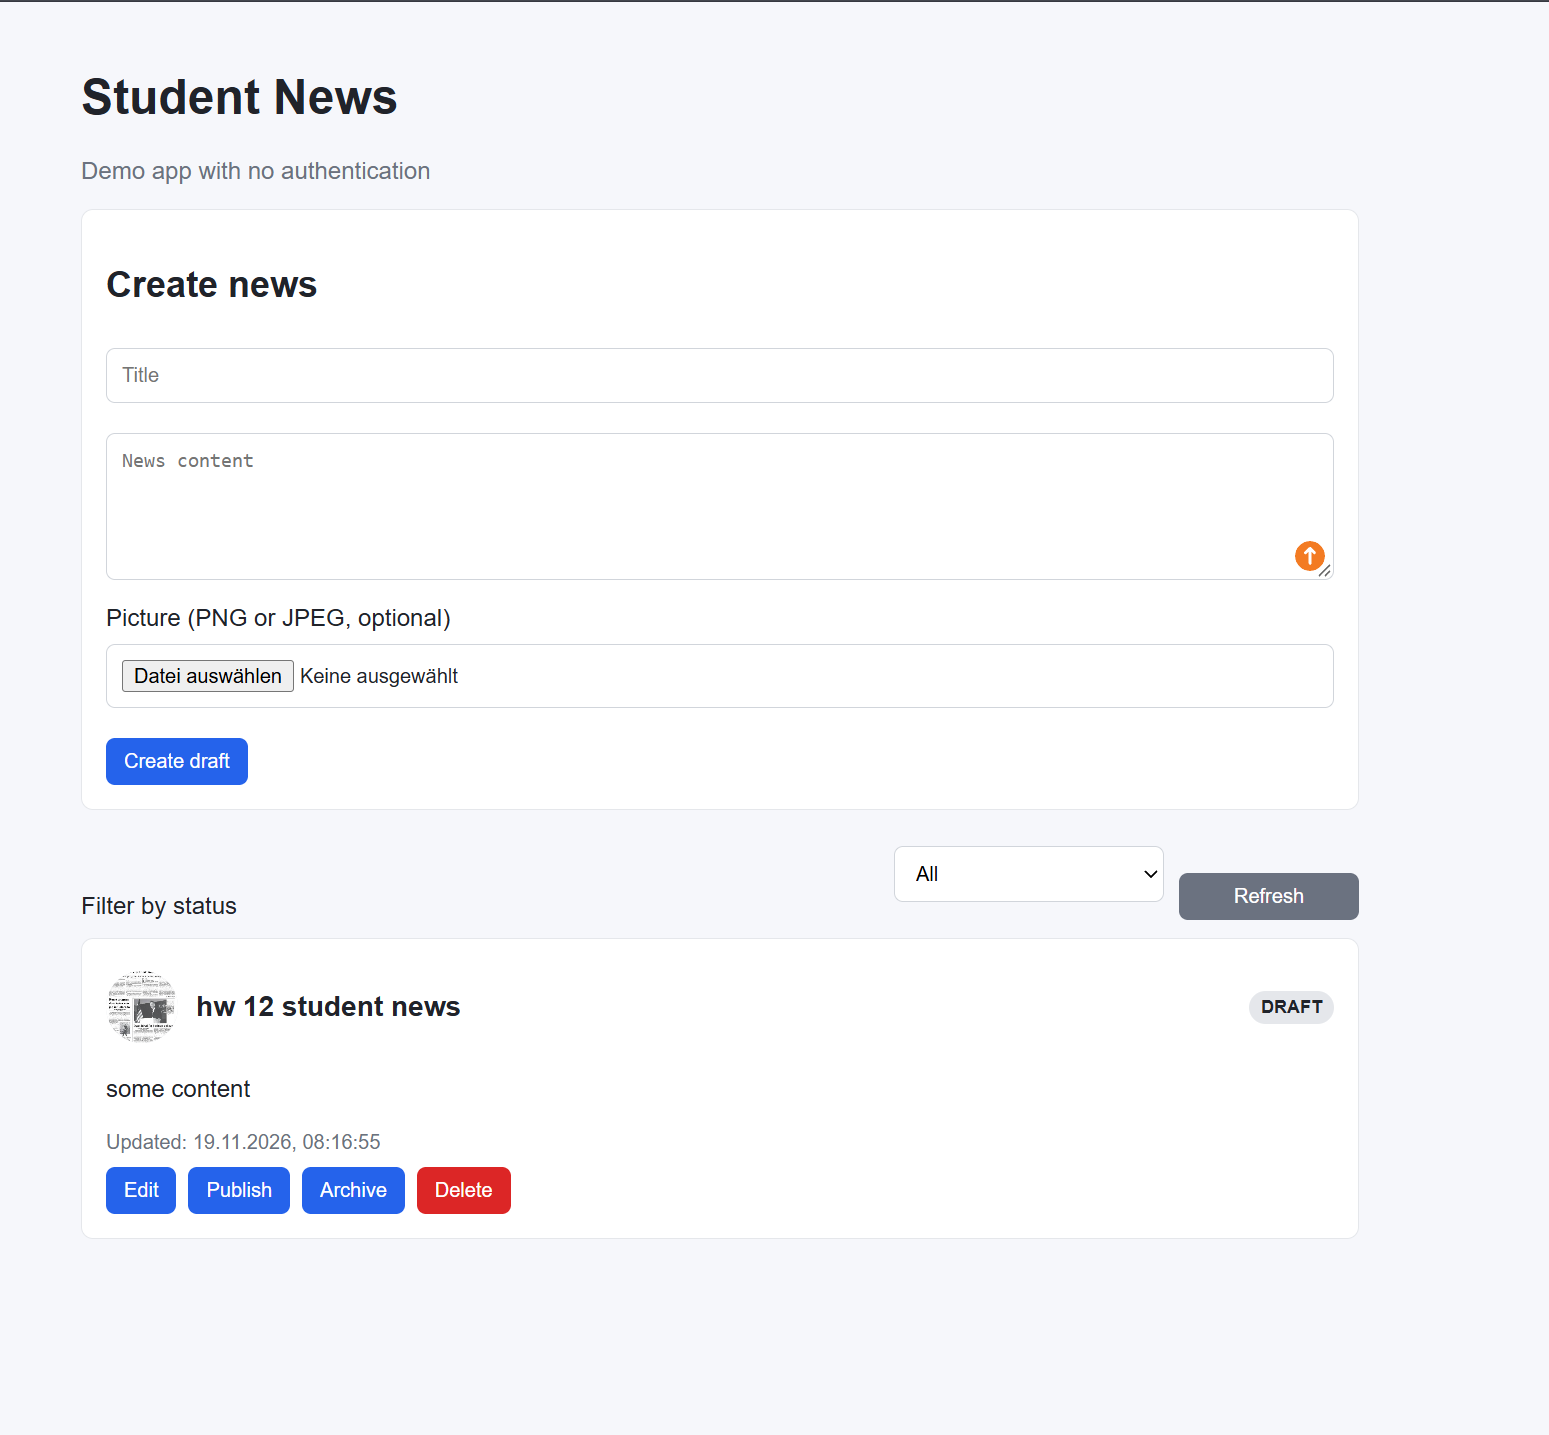 Student News
Demo app with no authentication
Create news
Title
News content
Picture (PNG or JPEG, optional)
Datei auswählen Keine ausgewählt
Create draft
All
Refresh
Filter by status
hw 12 student news
DRAFT
some content
Updated: 19.11.2026, 08:16:55
Edit Publish Archive Delete